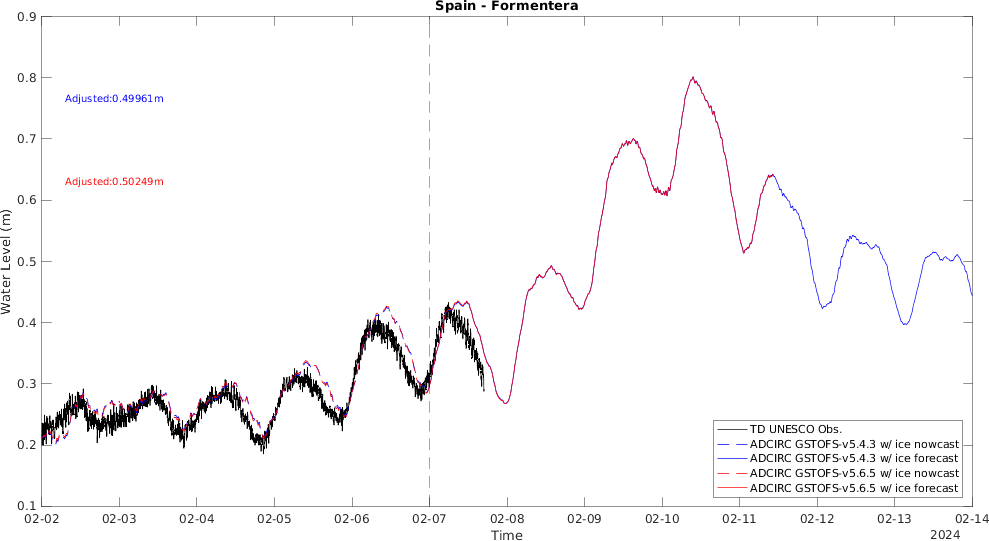 Spain - Formentera
0.9
0.8
0.7
0.6
0.5
0.4
0.3
0.2
0.1
Water Level (m)
Adjusted:0.49961m
Adjusted:0.50249m
TD UNESCO Obs.
ADCIRC GSTOFS-v5.4.3 w/ ice nowcast
ADCIRC GSTOFS-v5.4.3 w/ ice forecast
ADCIRC GSTOFS-v5.6.5 w/ ice nowcast
ADCIRC GSTOFS-v5.6.5 w/ ice forecast
02-02 02-03 02-04 02-05 02-06 02-07 02-08 02-09 02-10 02-11 02-12 02-13 02-14
Time
2024